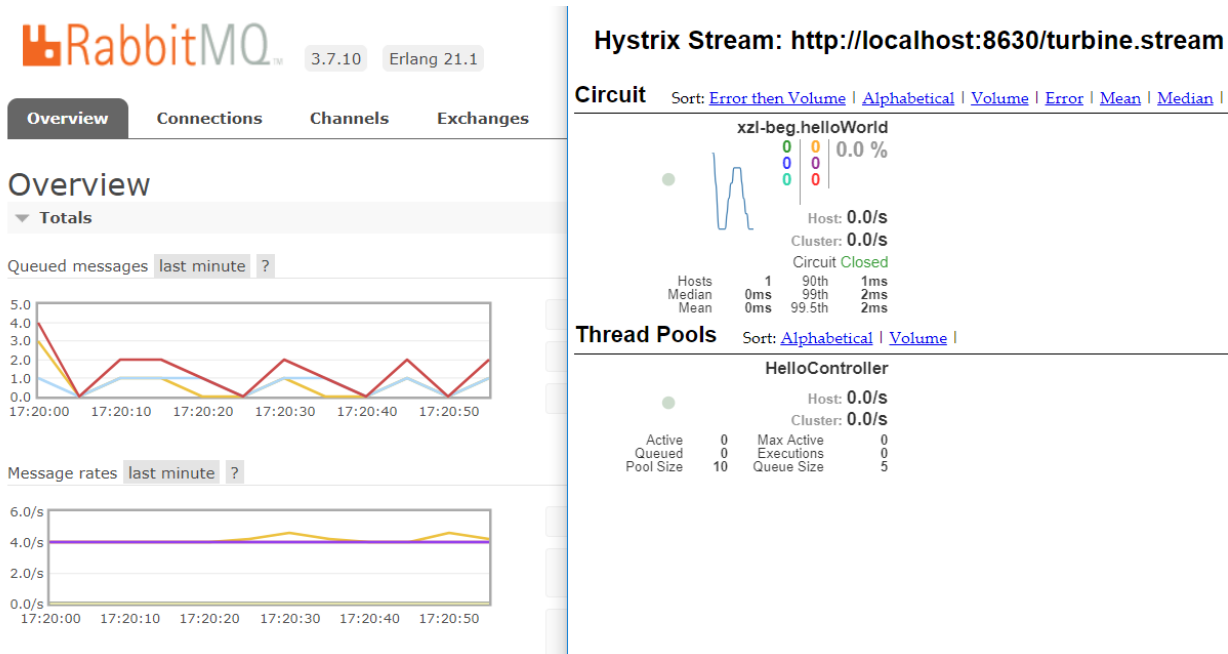 RabbitMQ™ 3.7.10 Erlang 21.1
Overview Connections Channels Exchanges
Overview
Totals
Queued messages last minute ?
5.0
4.0
3.0
2.0
1.0
0.0
17:20:00 17:20:10 17:20:20 17:20:30 17:20:40 17:20:50
Message rates last minute ?
6.0/s
4.0/s
2.0/s
0.0/s
17:20:00 17:20:10 17:20:20 17:20:30 17:20:40 17:20:50
Hystrix Stream: http://localhost:8630/turbine.stream
Circuit Sort: Error then Volume | Alphabetical | Volume | Error | Mean | Median |
xzl-beg.helloWorld
0 0 0.0 %
0 0
0 0
Host: 0.0/s
Cluster: 0.0/s
Circuit Closed
Hosts 1 90th 1ms
Median 0ms 99th 2ms
Mean 0ms 99.5th 2ms
Thread Pools Sort: Alphabetical | Volume |
HelloController
Host: 0.0/s
Cluster: 0.0/s
Active 0 Max Active 0
Queued 0 Executions 0
Pool Size 10 Queue Size 5